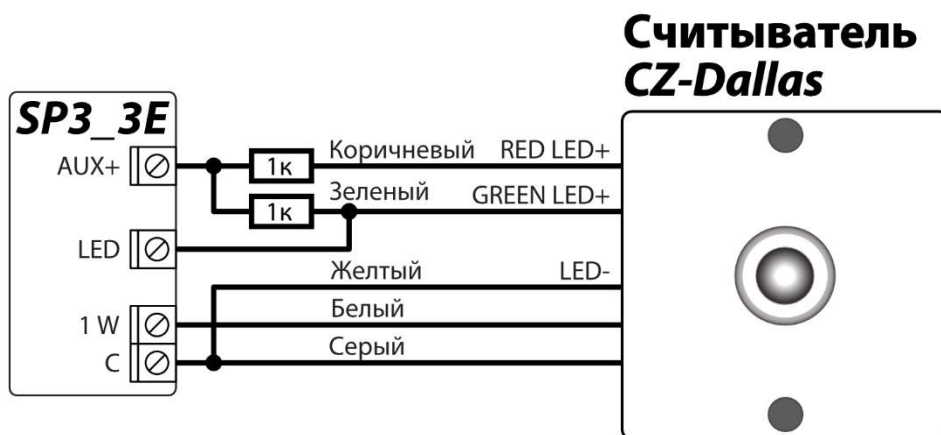 Считыватель
CZ-Dallas
SP3_3E
AUX+ 1к Коричневый RED LED+
1к Зеленый GREEN LED+
LED
Желтый LED-
1 W Белый
C Серый